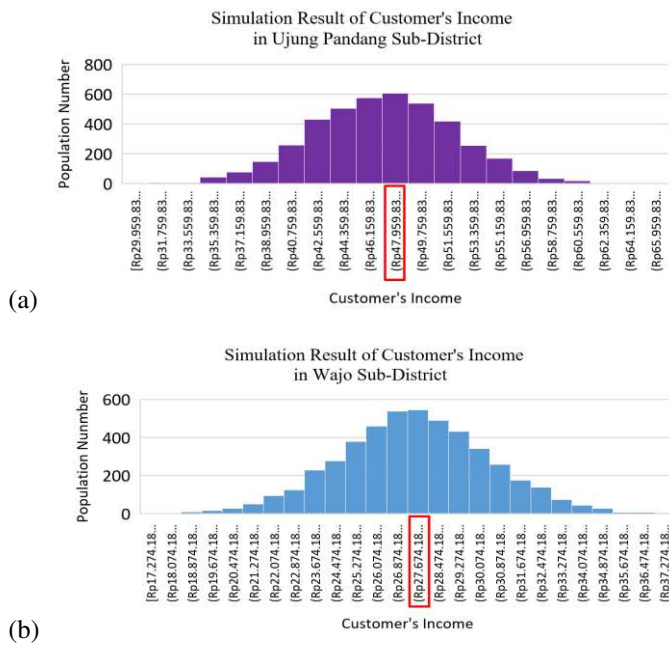 Simulation Result of Customer's Income
in Ujung Pandang Sub-District
Population Number
800
600
400
200
0
[Rp29.959.83...
(Rp31.759.83...
(Rp33.559.83...
(Rp35.359.83...
(Rp37.159.83...
(Rp38.959.83...
(Rp40.759.83...
(Rp42.559.83...
(Rp44.359.83...
(Rp46.159.83...
(Rp47.959.83...
(Rp49.759.83...
(Rp51.559.83...
(Rp53.359.83...
(Rp55.159.83...
(Rp56.959.83...
(Rp58.759.83...
(Rp60.559.83...
(Rp62.359.83...
(Rp64.159.83...
(Rp65.959.83...
Customer's Income
(a)
Simulation Result of Customer's Income
in Wajo Sub-District
Population Nunmber
600
400
200
0
[Rp17.274.18...
(Rp18.074.18...
(Rp18.874.18...
(Rp19.674.18...
(Rp20.474.18...
(Rp21.274.18...
(Rp22.074.18...
(Rp22.874.18...
(Rp23.674.18...
(Rp24.474.18...
(Rp25.274.18...
(Rp26.074.18...
(Rp26.874.18...
(Rp27.674.18...
(Rp28.474.18...
(Rp29.274.18...
(Rp30.074.18...
(Rp30.874.18...
(Rp31.674.18...
(Rp32.474.18...
(Rp33.274.18...
(Rp34.074.18...
(Rp34.874.18...
(Rp35.674.18...
(Rp36.474.18...
(Rp37.274.18...
Customer's Income
(b)